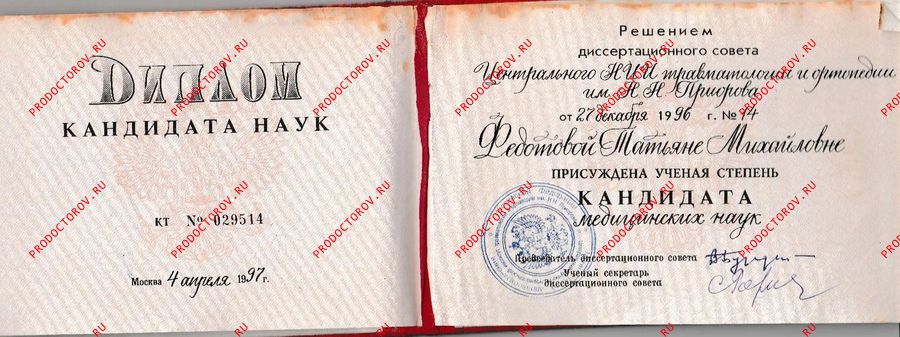 ДИПЛОМ
КАНДИДАТА НАУК
КТ № 029514
Москва 4 апреля 1997г.
Решением
диссертационного совета
Центрального НИИ травматологии и ортопедии
им. Н Н Приорова
от 27 декабря 1996 г. № 14
Федотовой Татьяне Михайловне
ПРИСУЖДЕНА УЧЕНАЯ СТЕПЕНЬ
КАНДИДАТА
медицинских наук
Председатель диссертационного совета
Ученый секретарь
диссертационного совета
PRODOCTOROV.RU